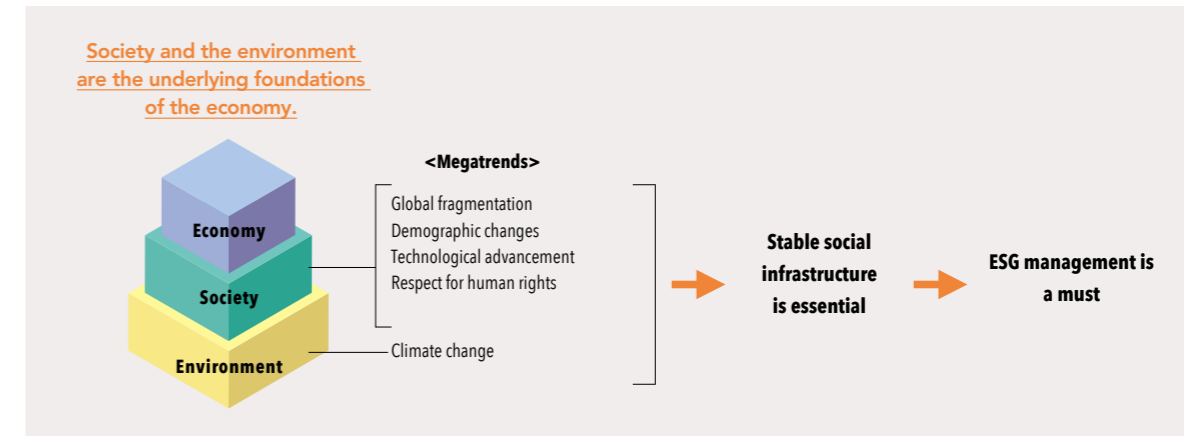 Society and the environment
are the underlying foundations
of the economy.
Economy
Society
Environment
<Megatrends>
Global fragmentation
Demographic changes
Technological advancement
Respect for human rights
Climate change
Stable social
infrastructure
is essential
ESG management is
a must